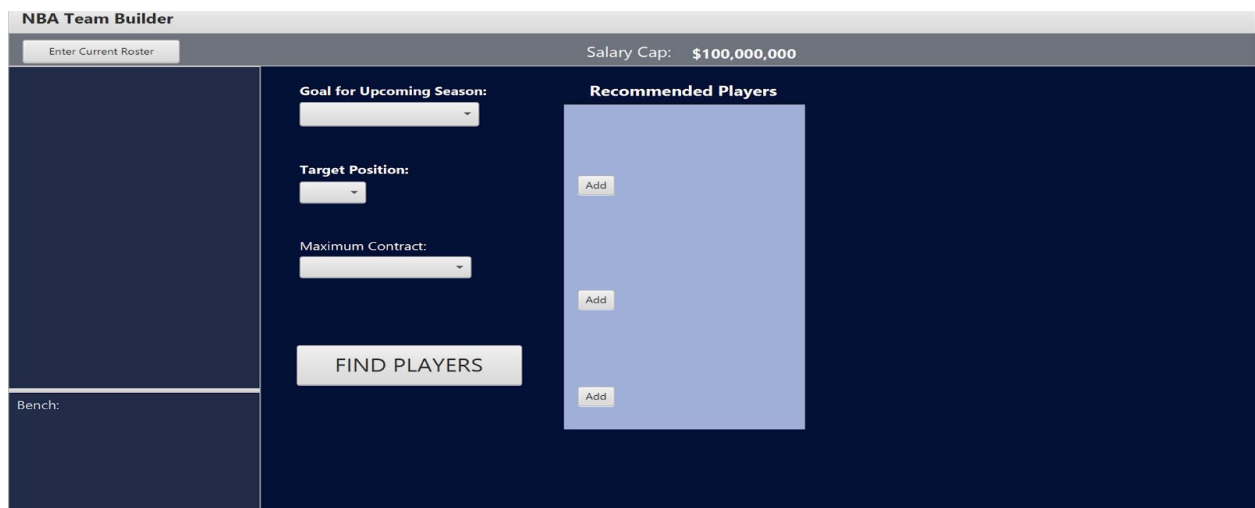 NBA Team Builder
Enter Current Roster
Salary Cap: $100,000,000
Goal for Upcoming Season:
Target Position:
Maximum Contract:
FIND PLAYERS
Recommended Players
Add
Add
Add
Bench: